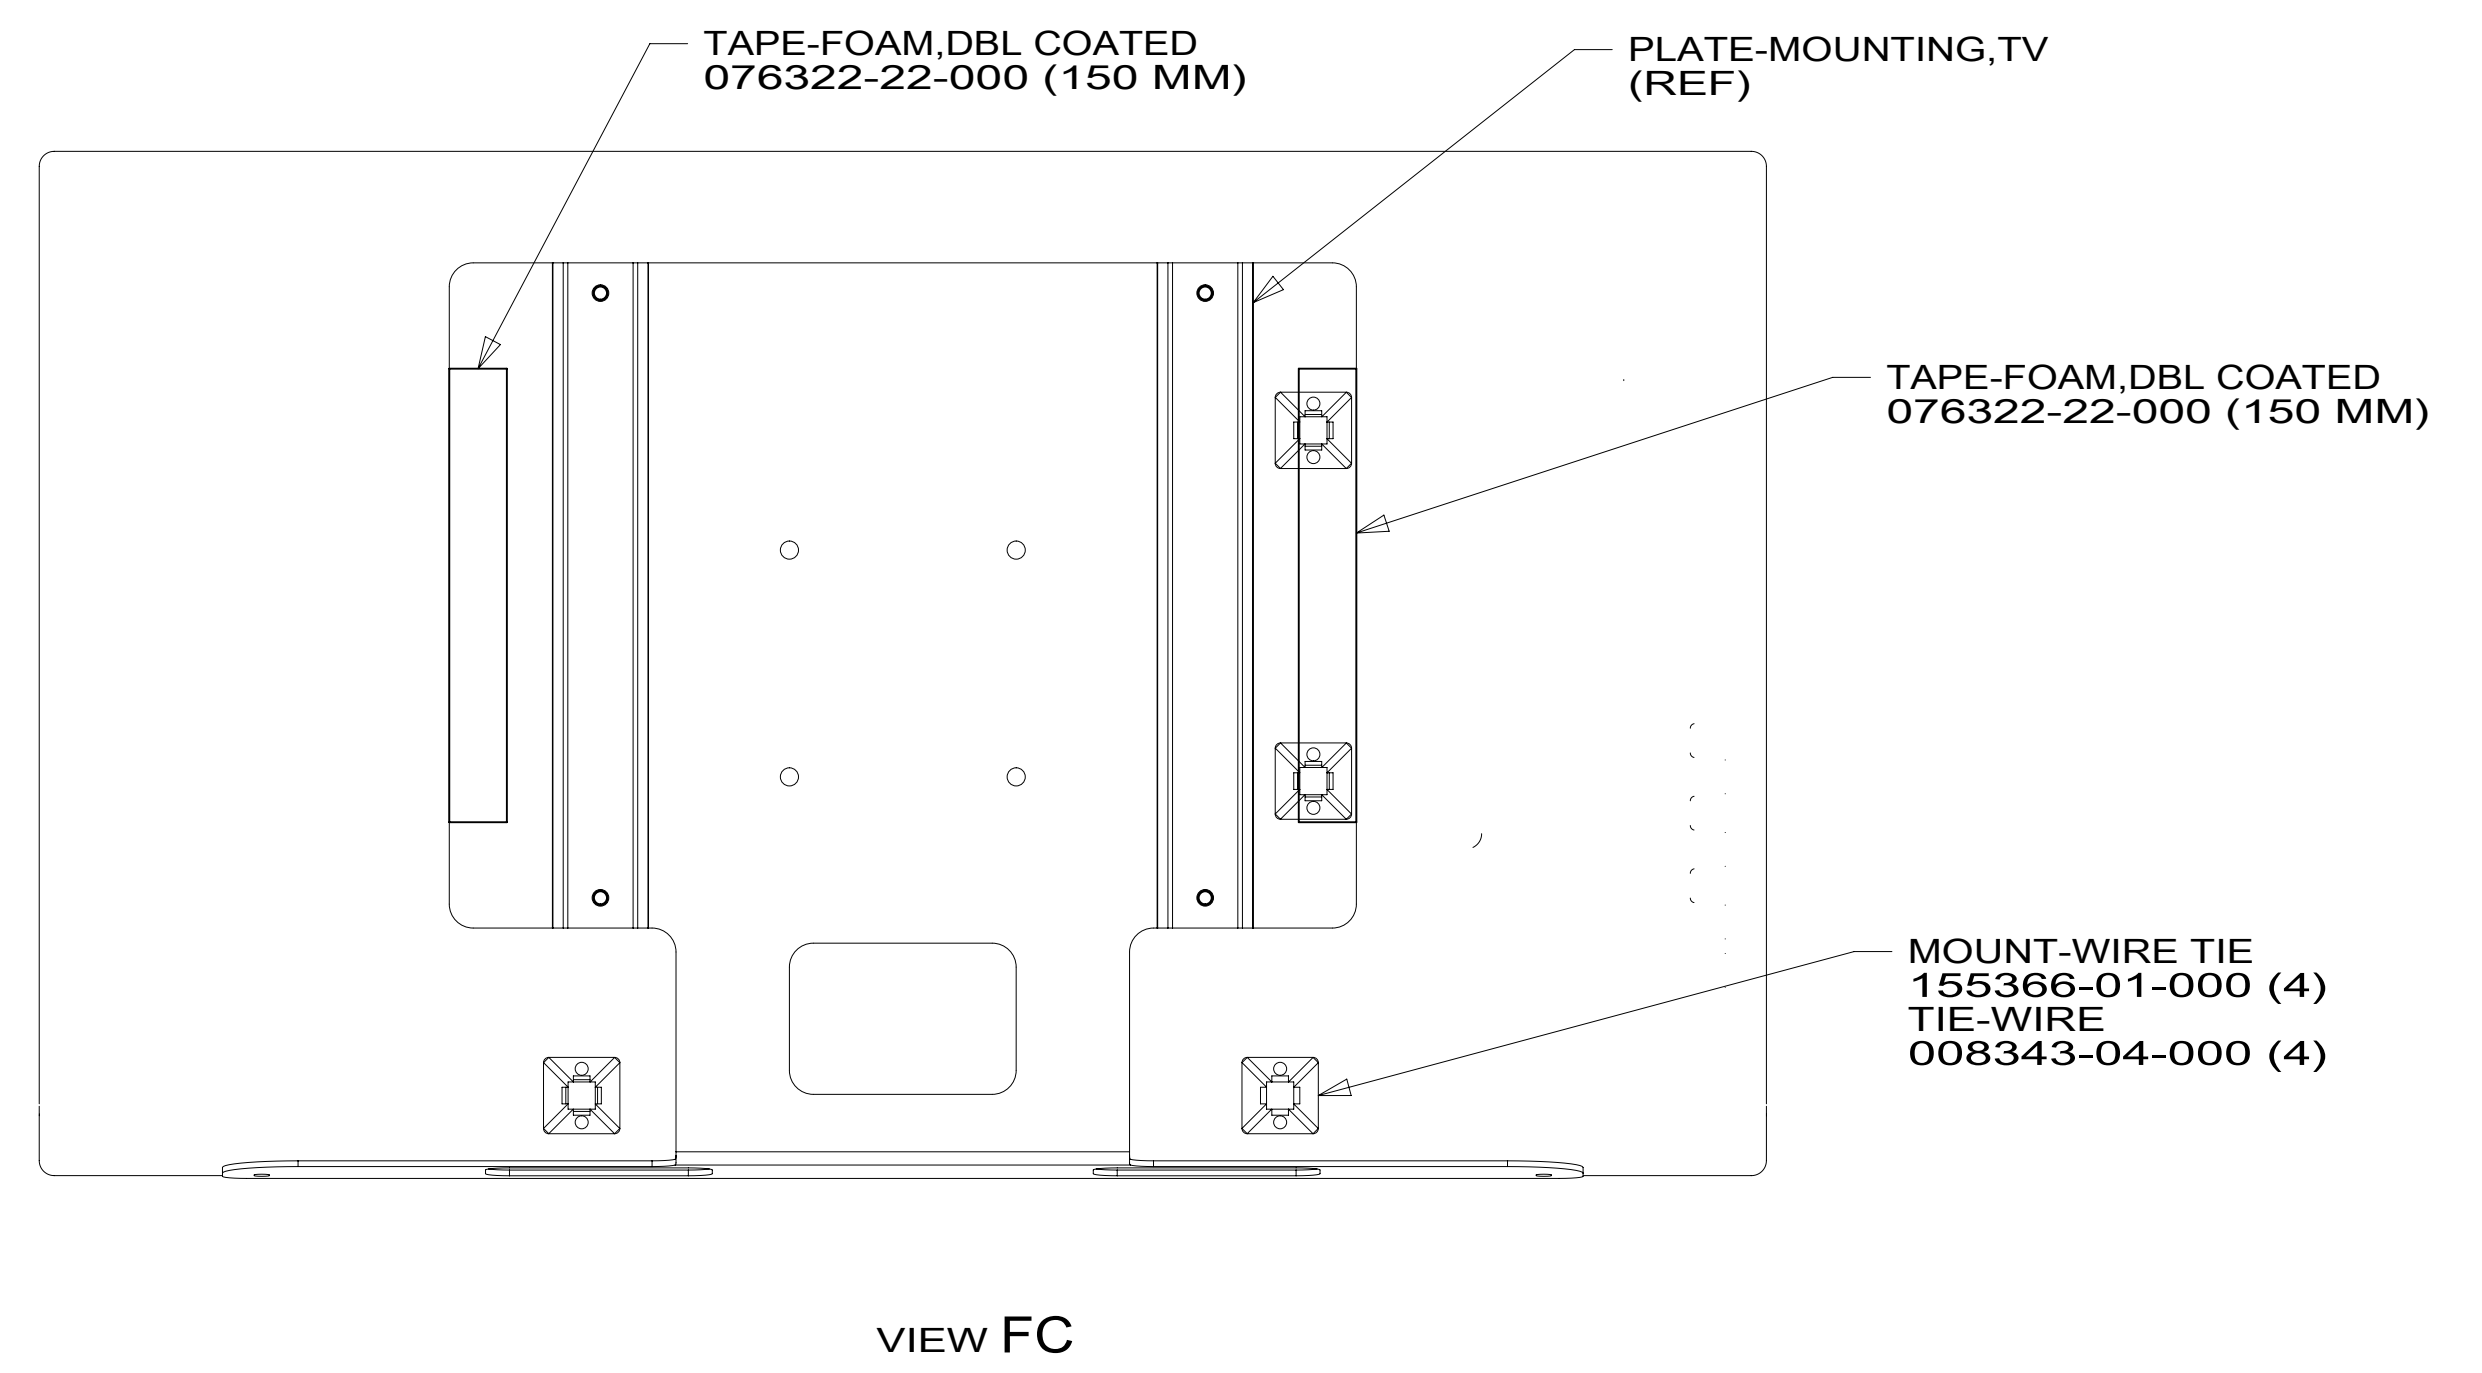 TAPE-FOAM,DBL COATED
076322-22-000 (150 MM)
PLATE-MOUNTING,TV
(REF)
TAPE-FOAM,DBL COATED
076322-22-000 (150 MM)
MOUNT-WIRE TIE
155366-01-000 (4)
TIE-WIRE
008343-04-000 (4)
VIEW FC